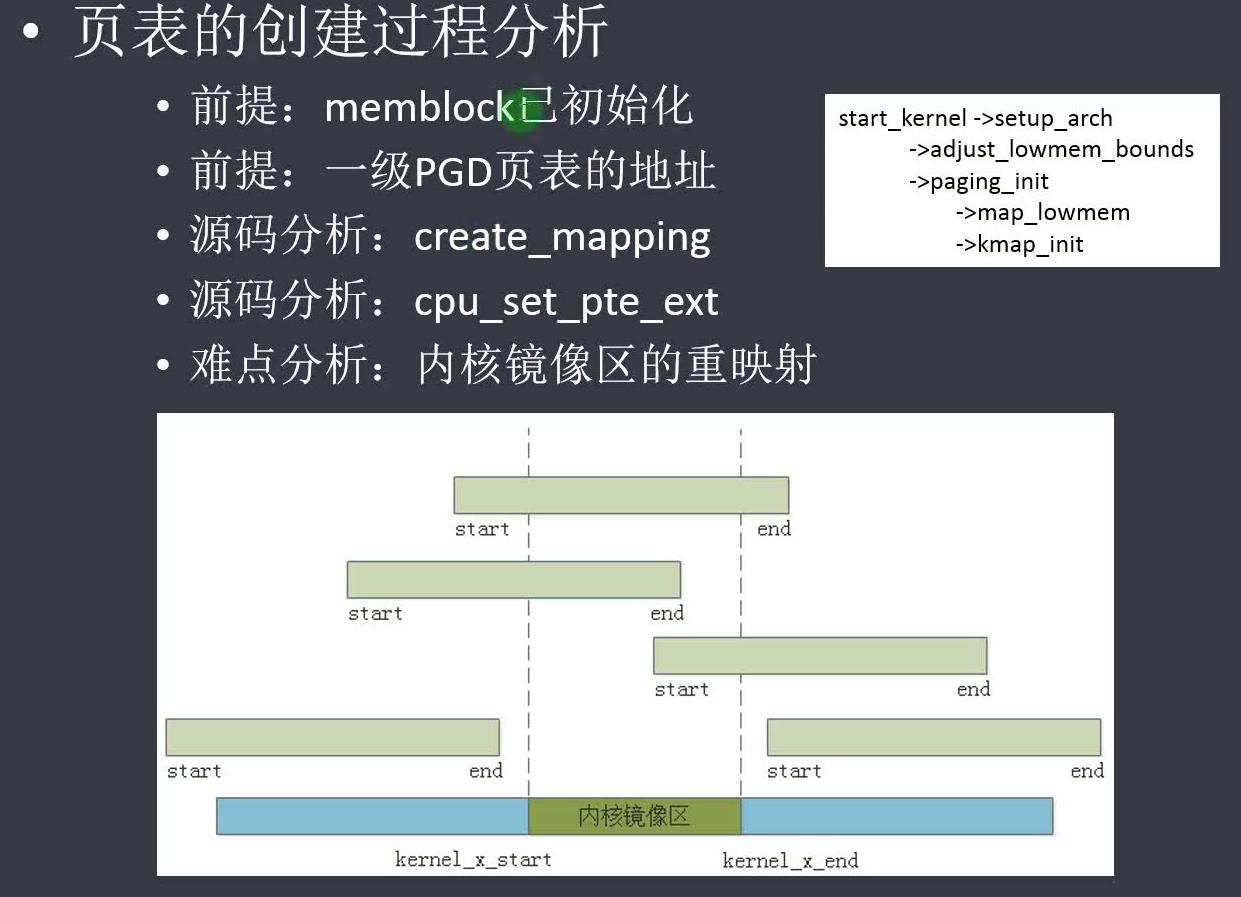 • 页表的创建过程分析
• 前提：memblock已初始化
• 前提：一级PGD页表的地址
• 源码分析：create_mapping
• 源码分析：cpu_set_pte_ext
• 难点分析：内核镜像区的重映射
start_kernel ->setup_arch
->adjust_lowmem_bounds
->paging_init
->map_lowmem
->kmap_init
start end
start end
start end
start end start end
内核镜像区
kernel_x_start kernel_x_end